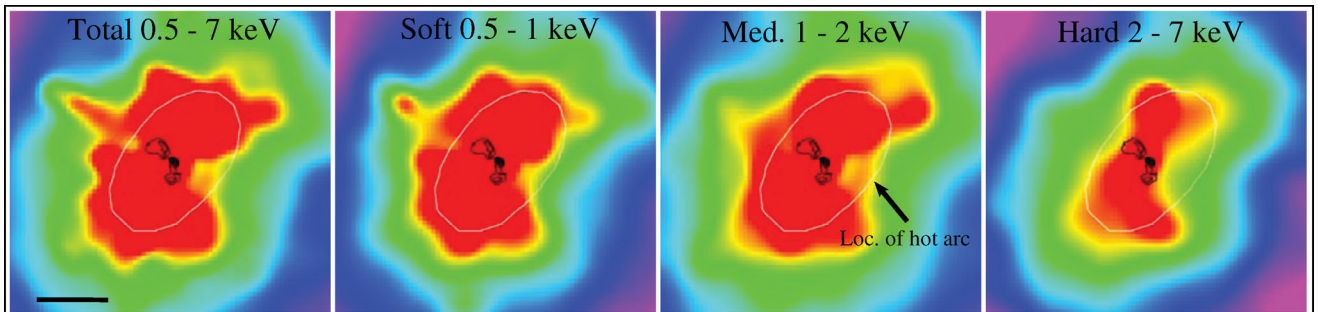 Total 0.5 - 7 keV
Soft 0.5 - 1 keV
Med. 1 - 2 keV
Hard 2 - 7 keV
Loc. of hot arc